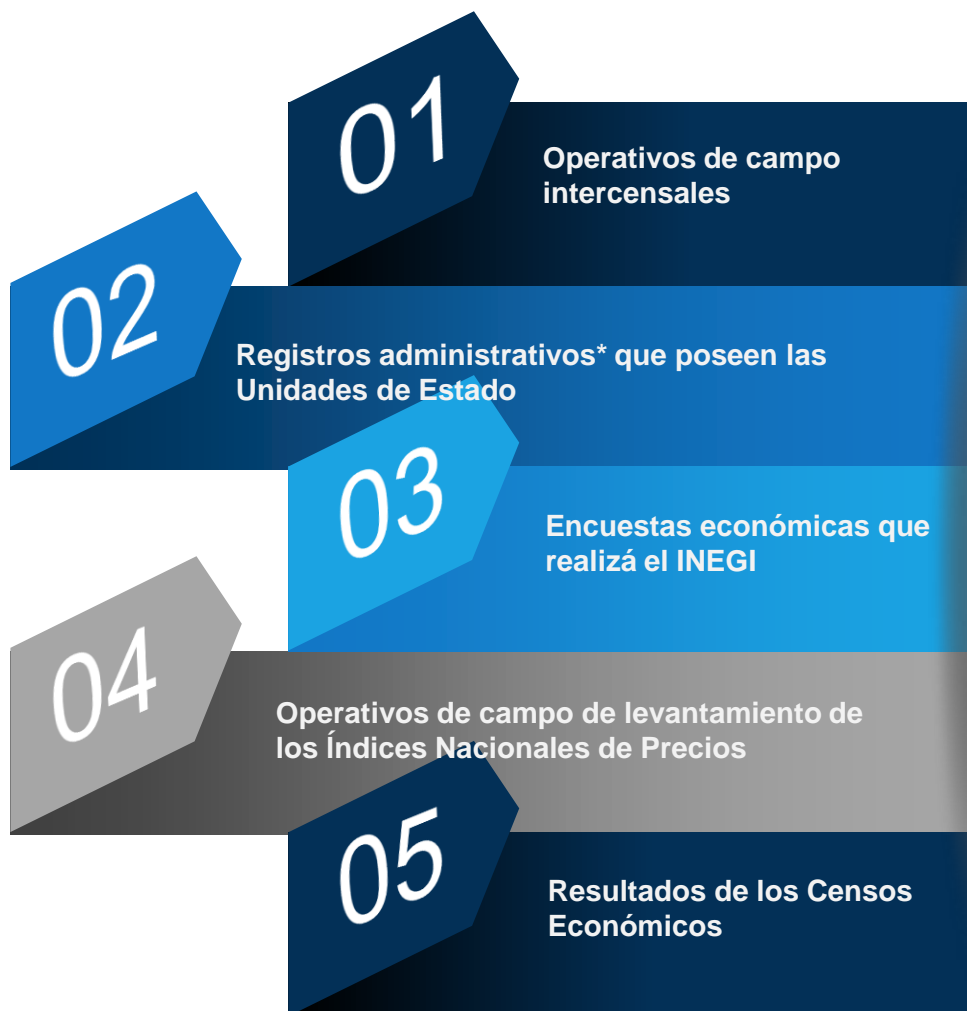 01
Operativos de campo
intercensales
02
Registros administrativos* que poseen las
Unidades de Estado
03
Encuestas económicas que
realizá el INEGI
04
Operativos de campo de levantamiento de
los Índices Nacionales de Precios
05
Resultados de los Censos
Económicos